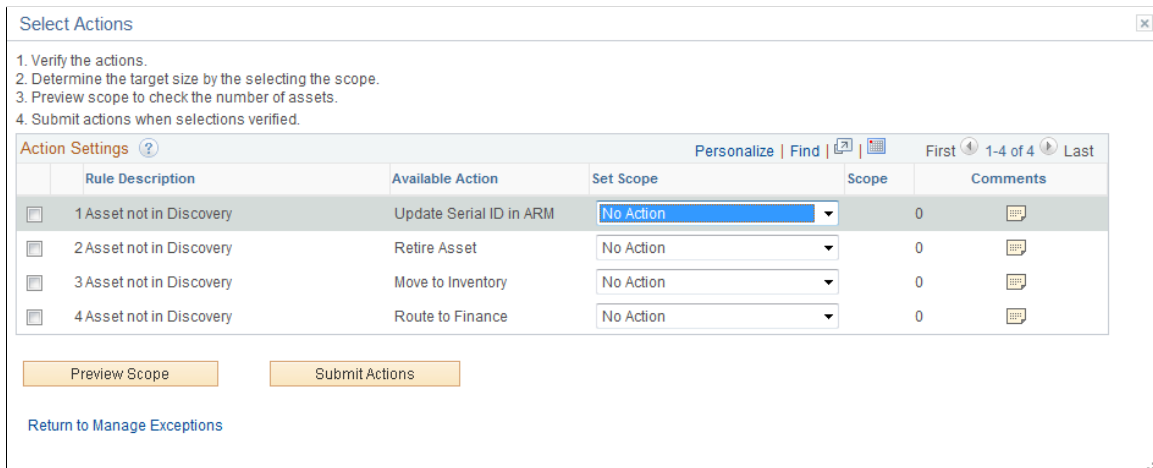 Select Actions
1. Verify the actions.
2. Determine the target size by the selecting the scope.
3. Preview scope to check the number of assets.
4. Submit actions when selections verified.
Action Settings ? Personalize | Find | | First 1-4 of 4 Last
Rule Description Available Action Set Scope Scope Comments
1 Asset not in Discovery Update Serial ID in ARM No Action 0
2 Asset not in Discovery Retire Asset No Action 0
3 Asset not in Discovery Move to Inventory No Action 0
4 Asset not in Discovery Route to Finance No Action 0
Preview Scope Submit Actions
Return to Manage Exceptions